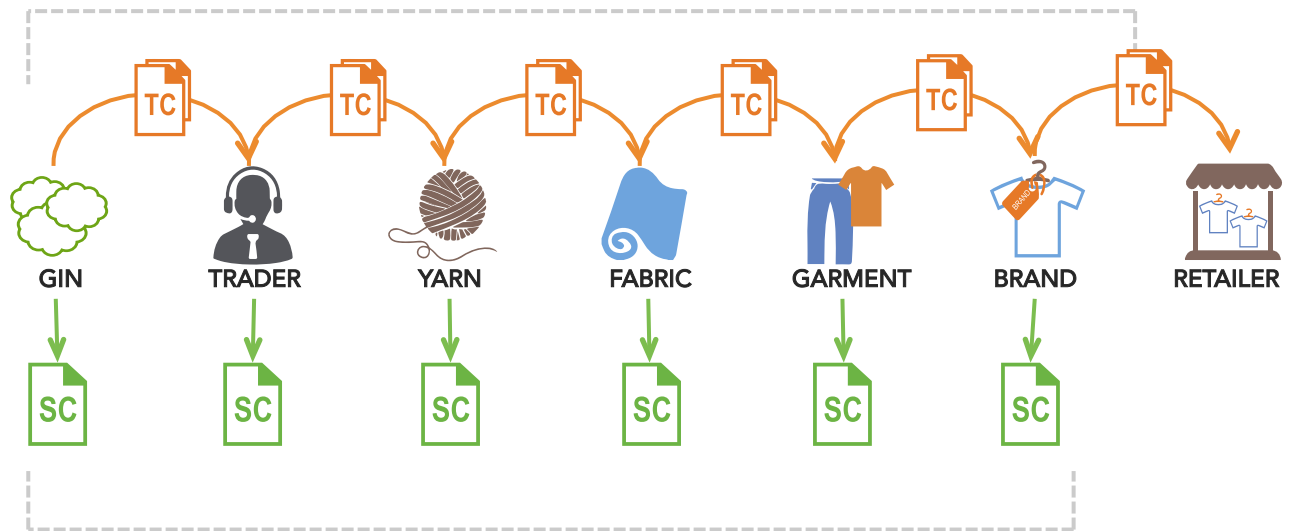 TC TC TC TC TC TC
BRAND
GIN TRADER YARN FABRIC GARMENT BRAND RETAILER
SC SC SC SC SC SC